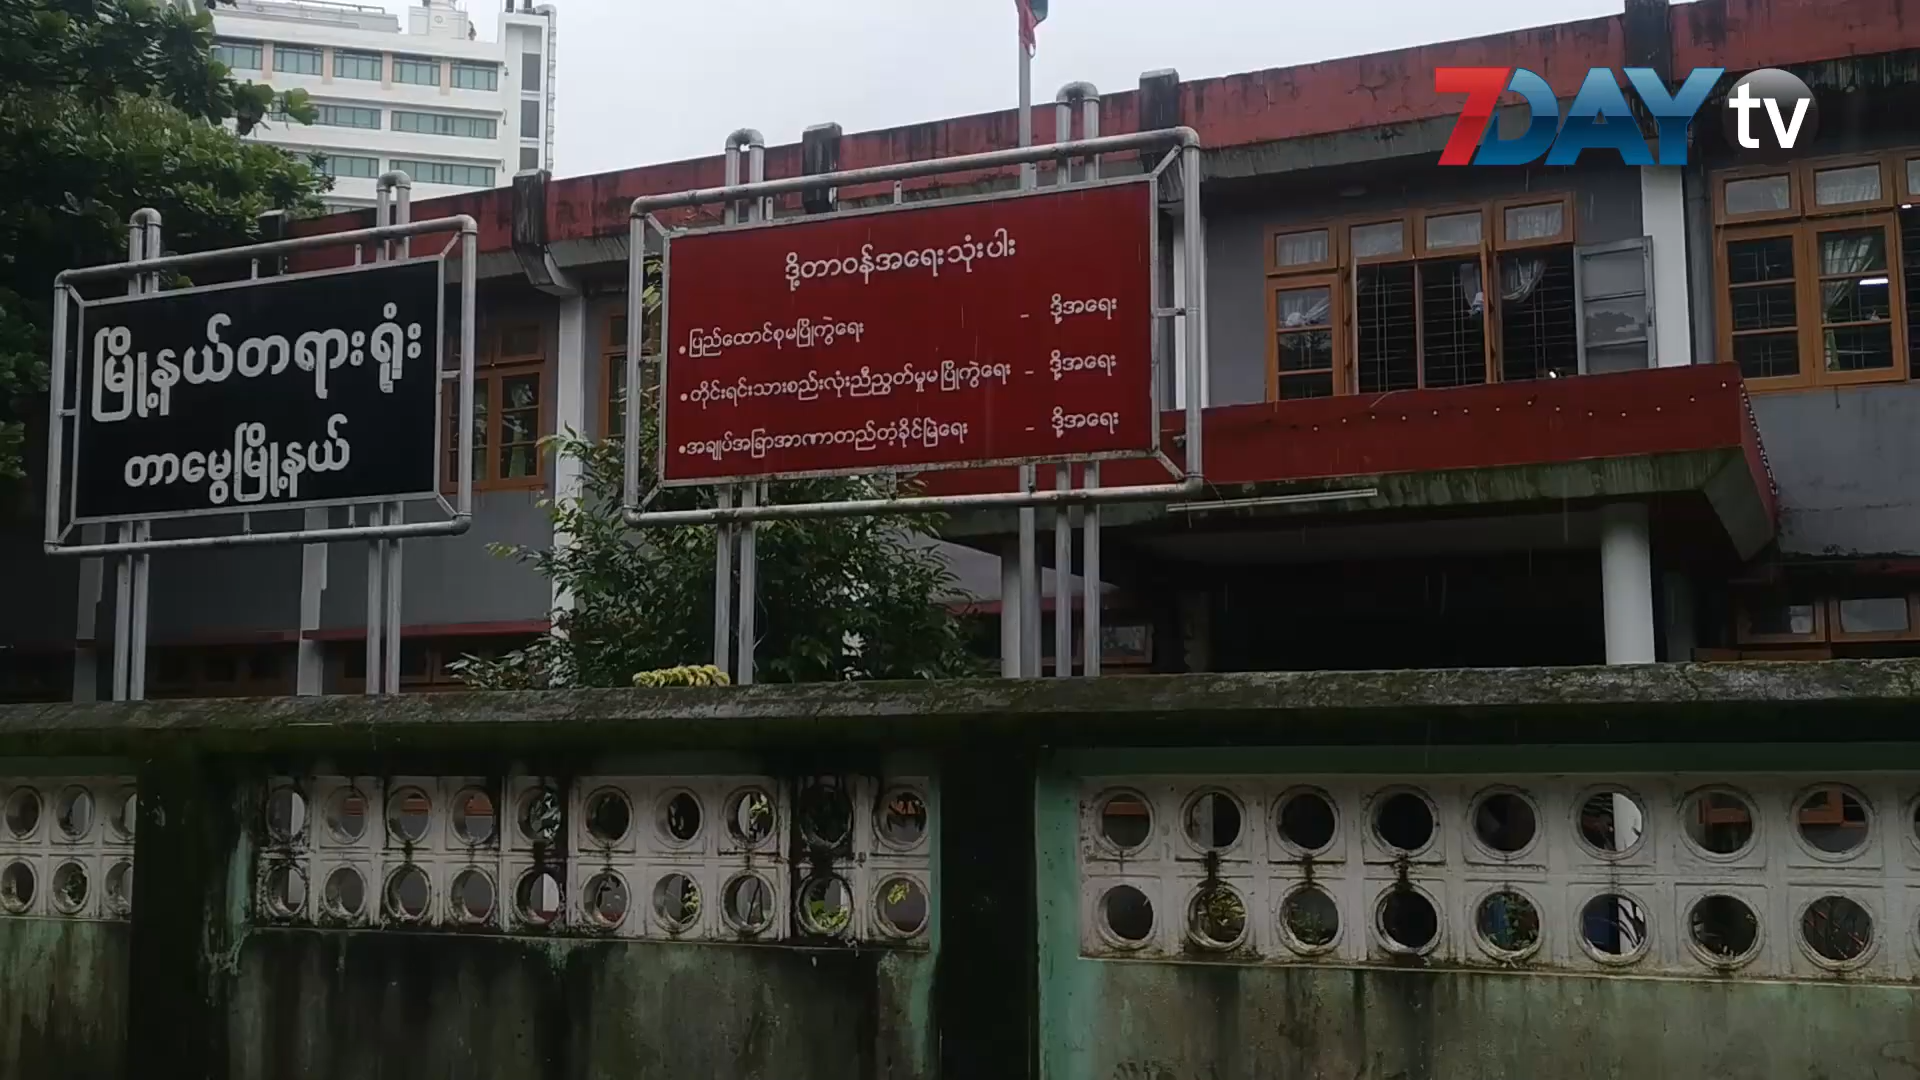 7DAY tv
မြို့နယ်တရားရုံး
တာမွေမြို့နယ်
ဒို့တာဝန်အရေးသုံးပါး
• ပြည်ထောင်စုမပြိုကွဲရေး - ဒို့အရေး
• တိုင်းရင်းသားစည်းလုံးညီညွတ်မှုမပြိုကွဲရေး - ဒို့အရေး
• အချုပ်အခြာအာဏာတည်တံ့ခိုင်မြဲရေး - ဒို့အရေး